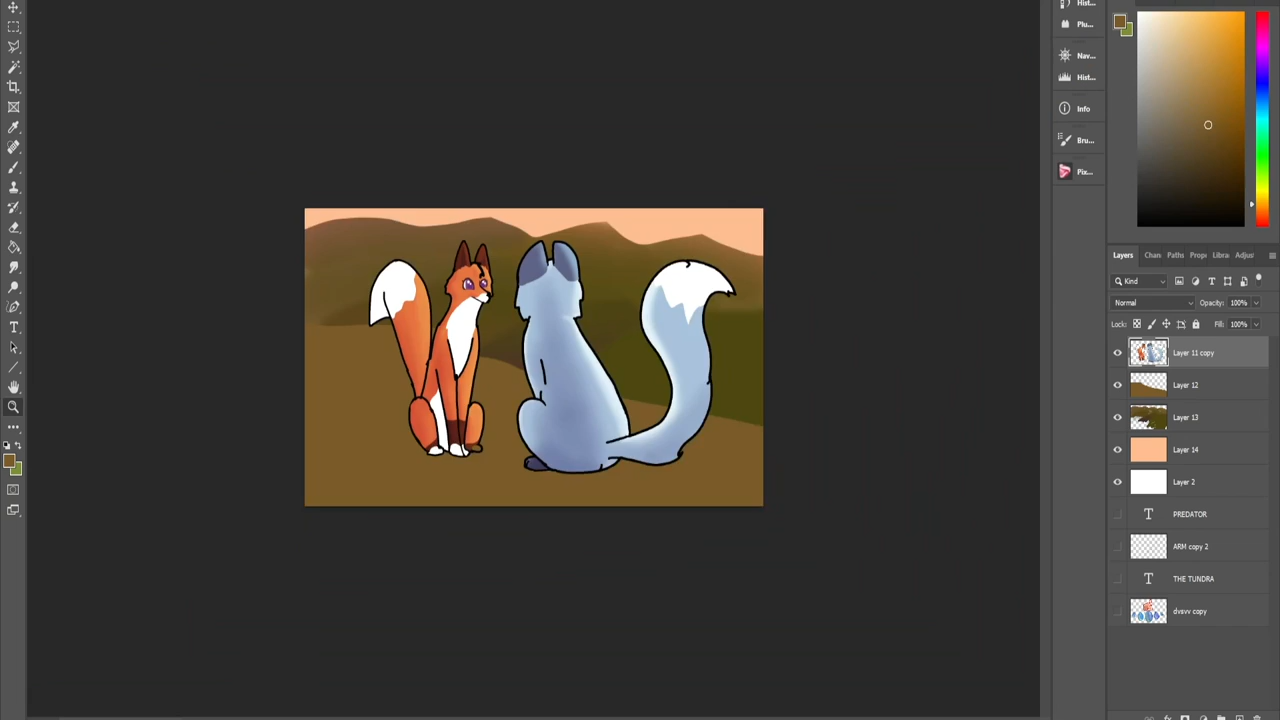 Hist...
Plu...
Nav...
Hist...
Info
Bru...
Pix...
Layers Chan Paths Prope Libra Adjus
Kind
Normal Opacity: 100%
Lock: Fill: 100%
Layer 11 copy
Layer 12
Layer 13
Layer 14
Layer 2
T PREDATOR
ARM copy 2
T THE TUNDRA
dvsvv copy